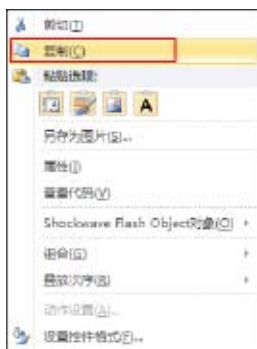 剪切(T)
复制(C)
粘贴选项:
A
另存为图片(S)...
属性(I)
查看代码(V)
Shockwave Flash Object对象(O)
组合(G)
叠放次序(R)
动作设置(A)...
设置控件格式(F)...